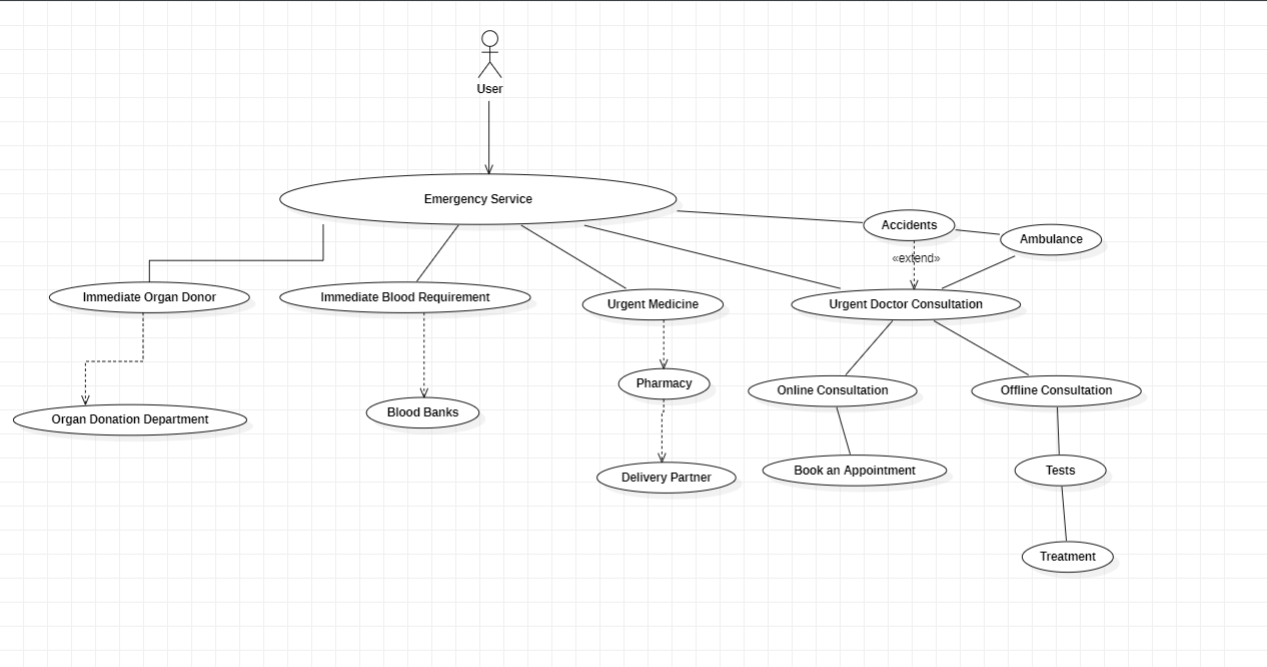 User
Emergency Service
Accidents
Ambulance
«extend»
Immediate Organ Donor
Immediate Blood Requirement
Urgent Medicine
Urgent Doctor Consultation
Pharmacy
Online Consultation
Offline Consultation
Organ Donation Department
Blood Banks
Delivery Partner
Book an Appointment
Tests
Treatment